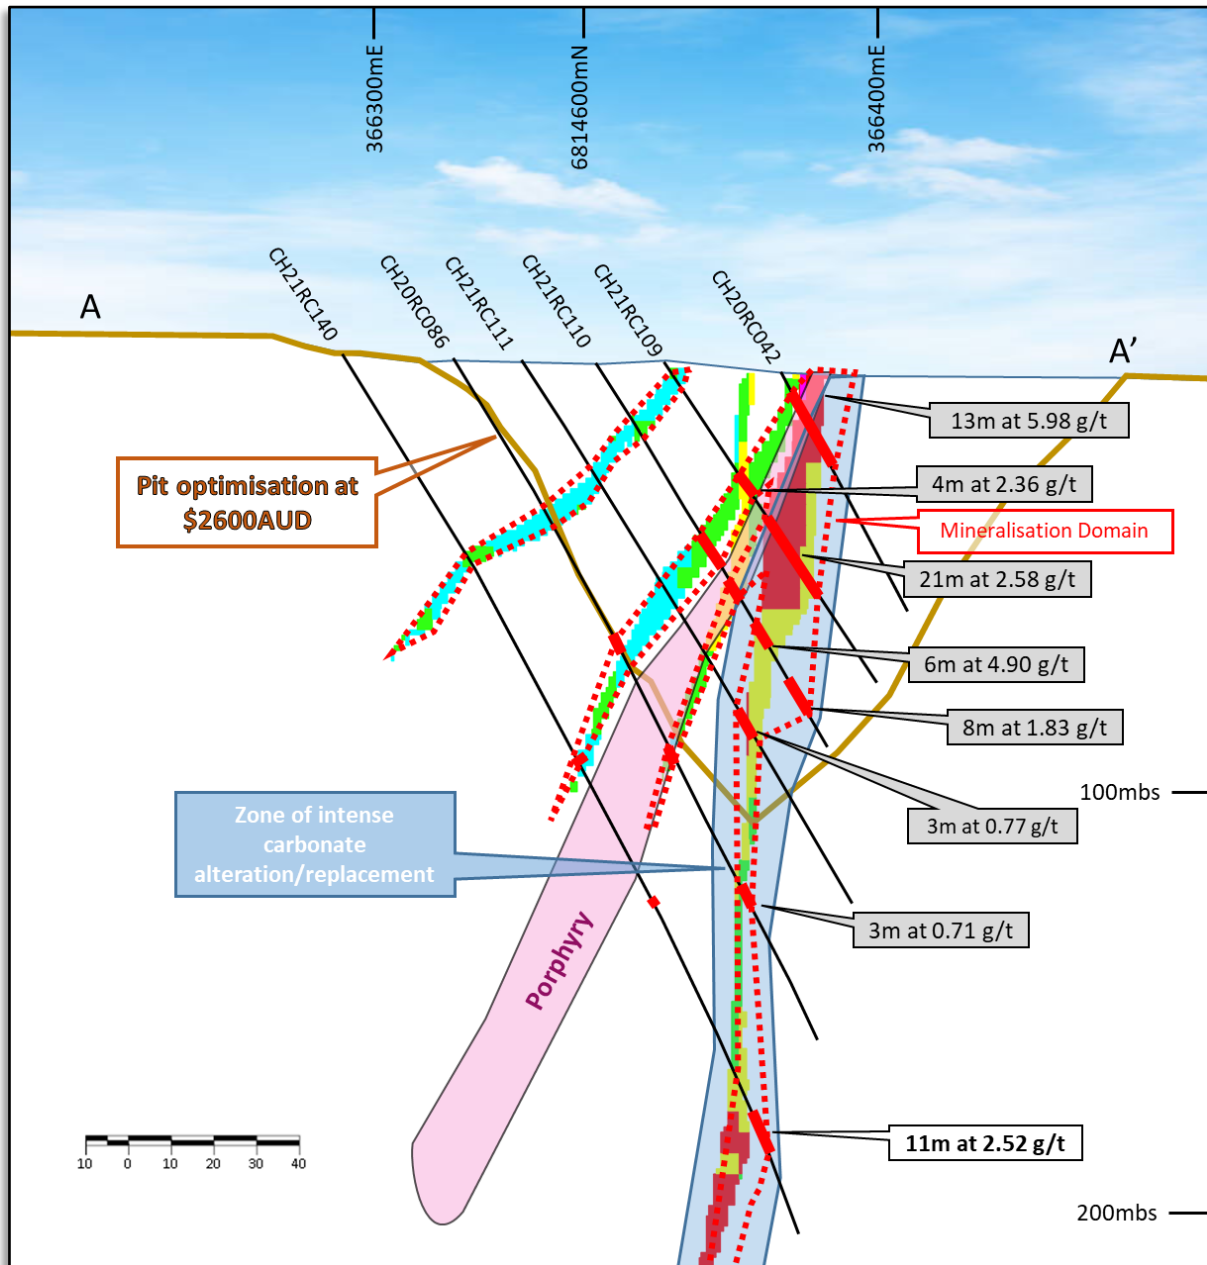 366300mE
6814600mN
366400mE
A
CH21RC140
CH20RC086
CH21RC111
CH21RC110
CH21RC109
CH20RC042
A’
13m at 5.98 g/t
Pit optimisation at
$2600AUD
4m at 2.36 g/t
Mineralisation Domain
21m at 2.58 g/t
6m at 4.90 g/t
8m at 1.83 g/t
100mbs
Zone of intense
carbonate
alteration/replacement
3m at 0.77 g/t
3m at 0.71 g/t
Porphyry
11m at 2.52 g/t
10 0 10 20 30 40
200mbs